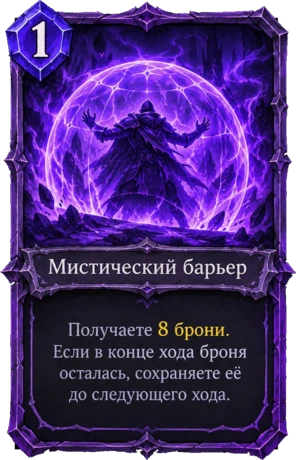 1
Мистический барьер
Получаете 8 брони.
Если в конце хода броня
осталась, сохраняете её
до следующего хода.